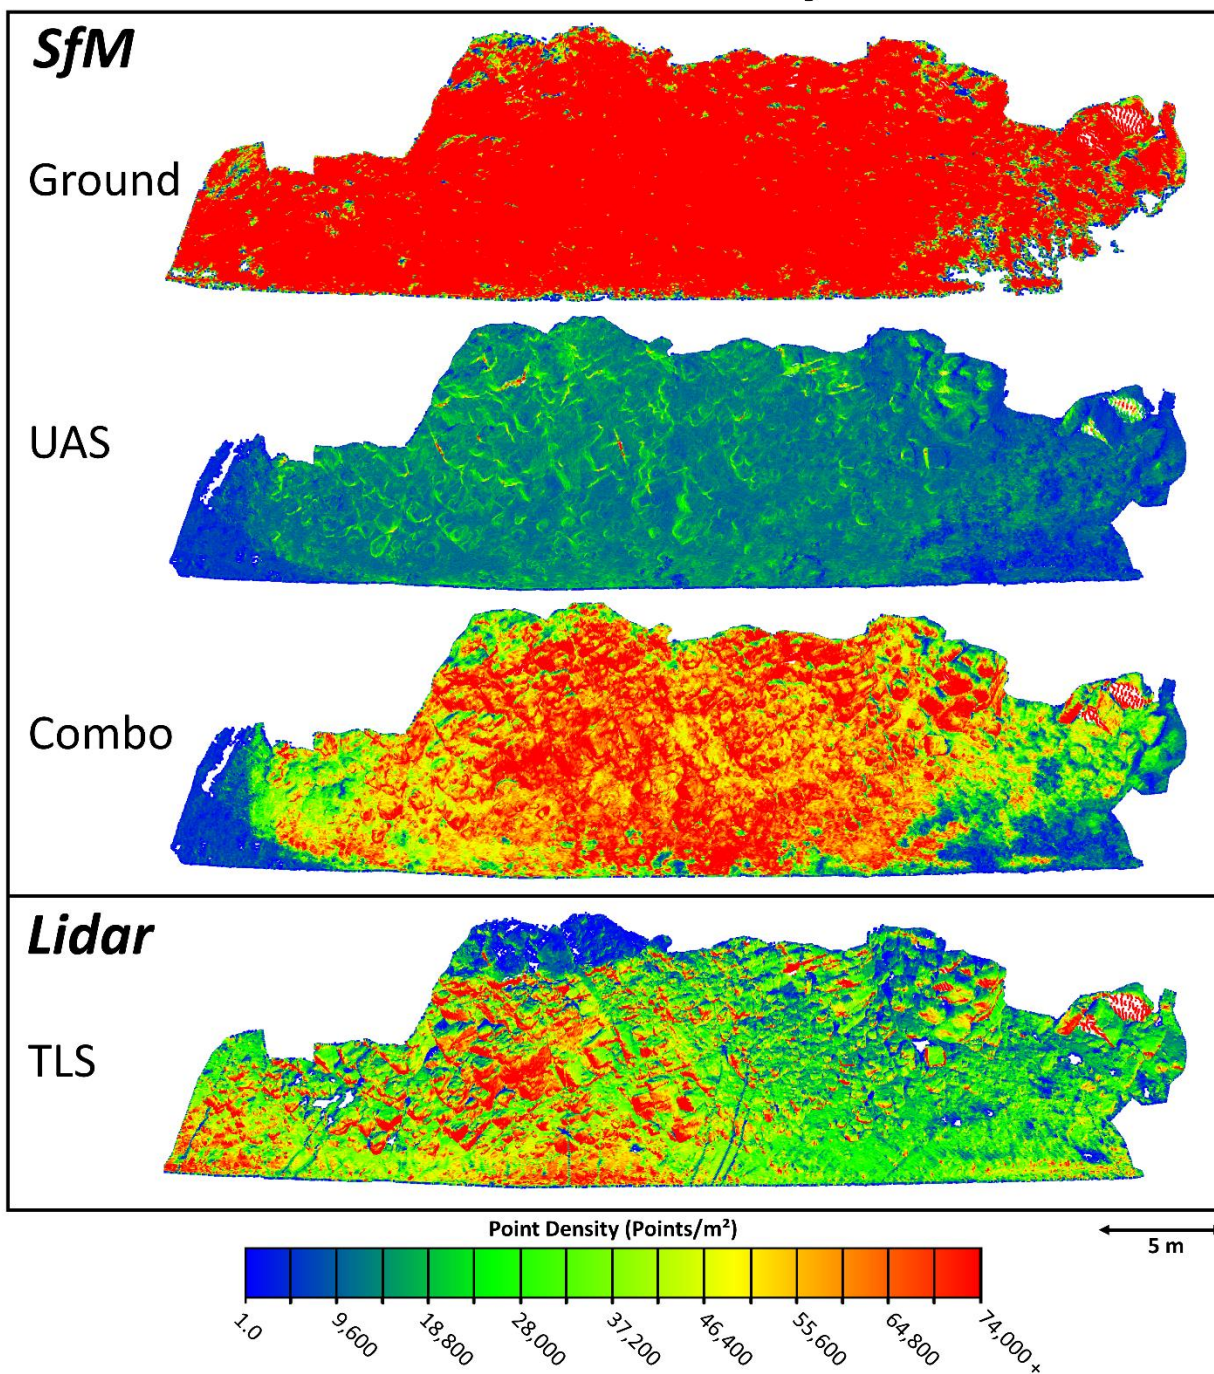 SfM
Ground
UAS
Combo
Lidar
TLS
Point Density (Points/m²)
5 m
1.0
9,600
18,800
28,000
37,200
46,400
55,600
64,800
74,000 +